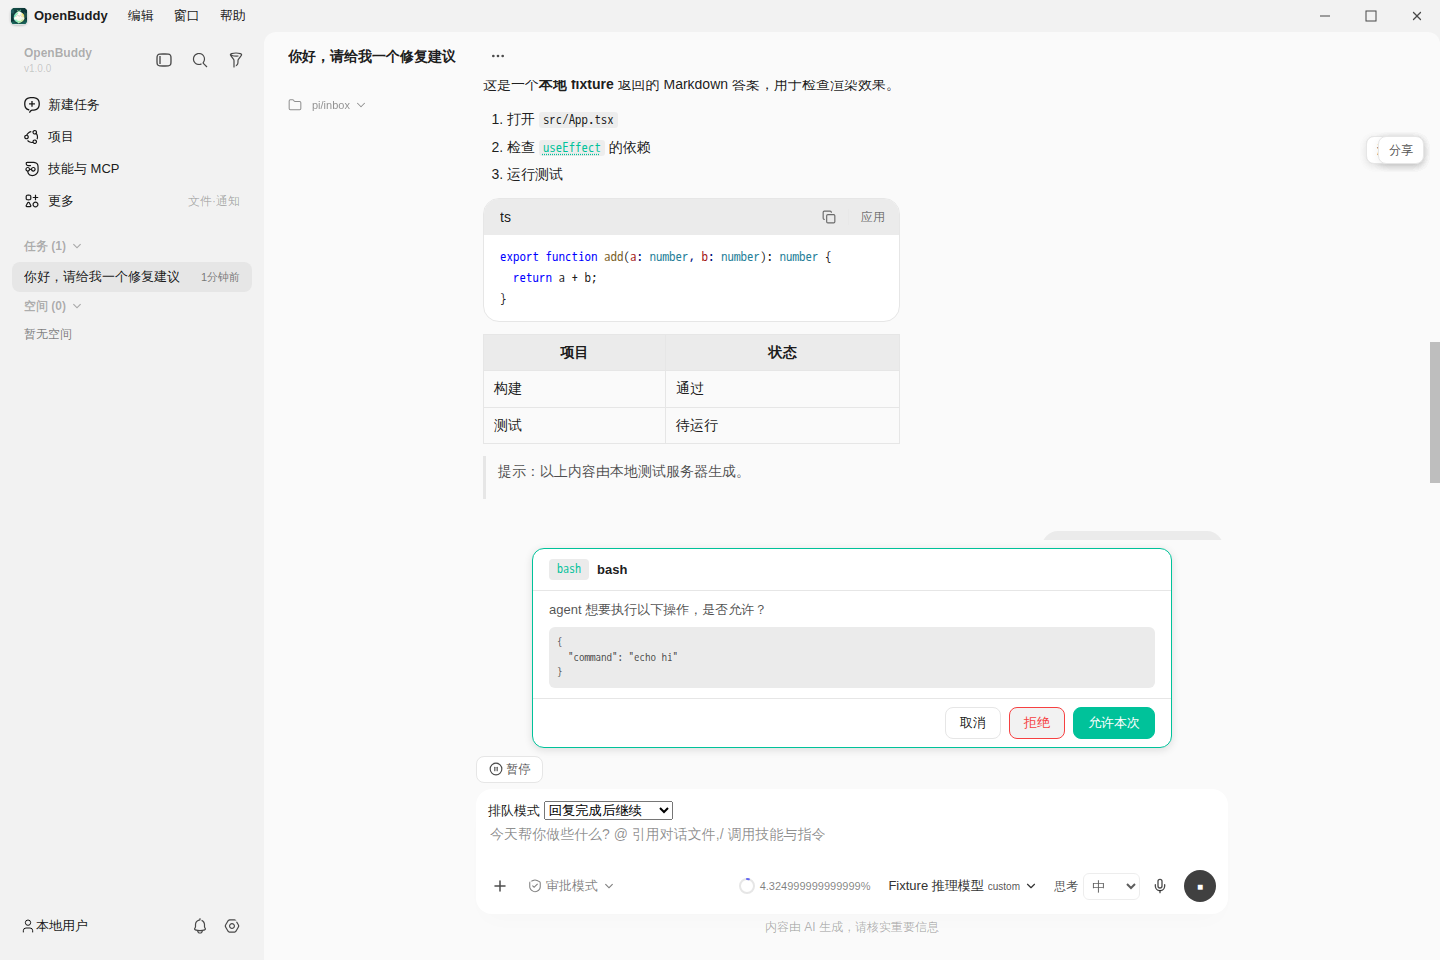 OpenBuddy 编辑 窗口 帮助
OpenBuddy
v1.0.0
新建任务
项目
技能与 MCP
更多 文件·通知
任务 (1)
你好，请给我一个修复建议 1分钟前
空间 (0)
暂无空间
本地用户
你好，请给我一个修复建议 ···
pi/inbox
分享
这是一个本地 fixture 返回的 Markdown 答案，用于检查渲染效果。
1. 打开 src/App.tsx
2. 检查 useEffect 的依赖
3. 运行测试
ts 应用
export function add(a: number, b: number): number {
  return a + b;
}
项目 状态
构建 通过
测试 待运行
提示：以上内容由本地测试服务器生成。
bash bash
agent 想要执行以下操作，是否允许？
{
  "command": "echo hi"
}
取消 拒绝 允许本次
暂停
排队模式 回复完成后继续
今天帮你做些什么? @ 引用对话文件,/ 调用技能与指令
审批模式 4.324999999999999% Fixture 推理模型 custom 思考 中
内容由 AI 生成，请核实重要信息